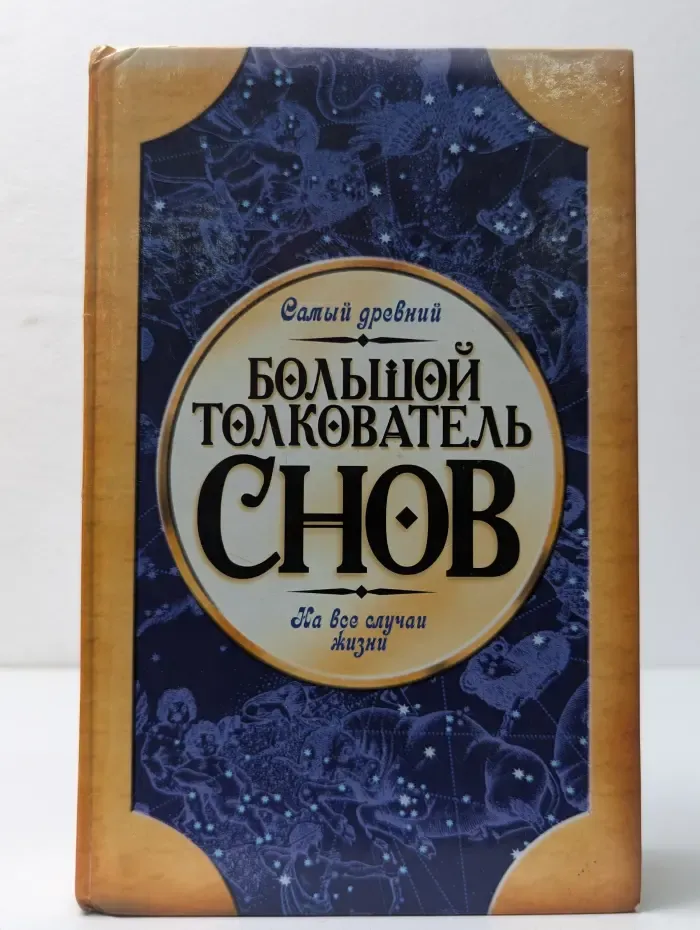 Самый древний
БОЛЬШОЙ
ТОЛКОВАТЕЛЬ
СНОВ
На все случаи
жизни